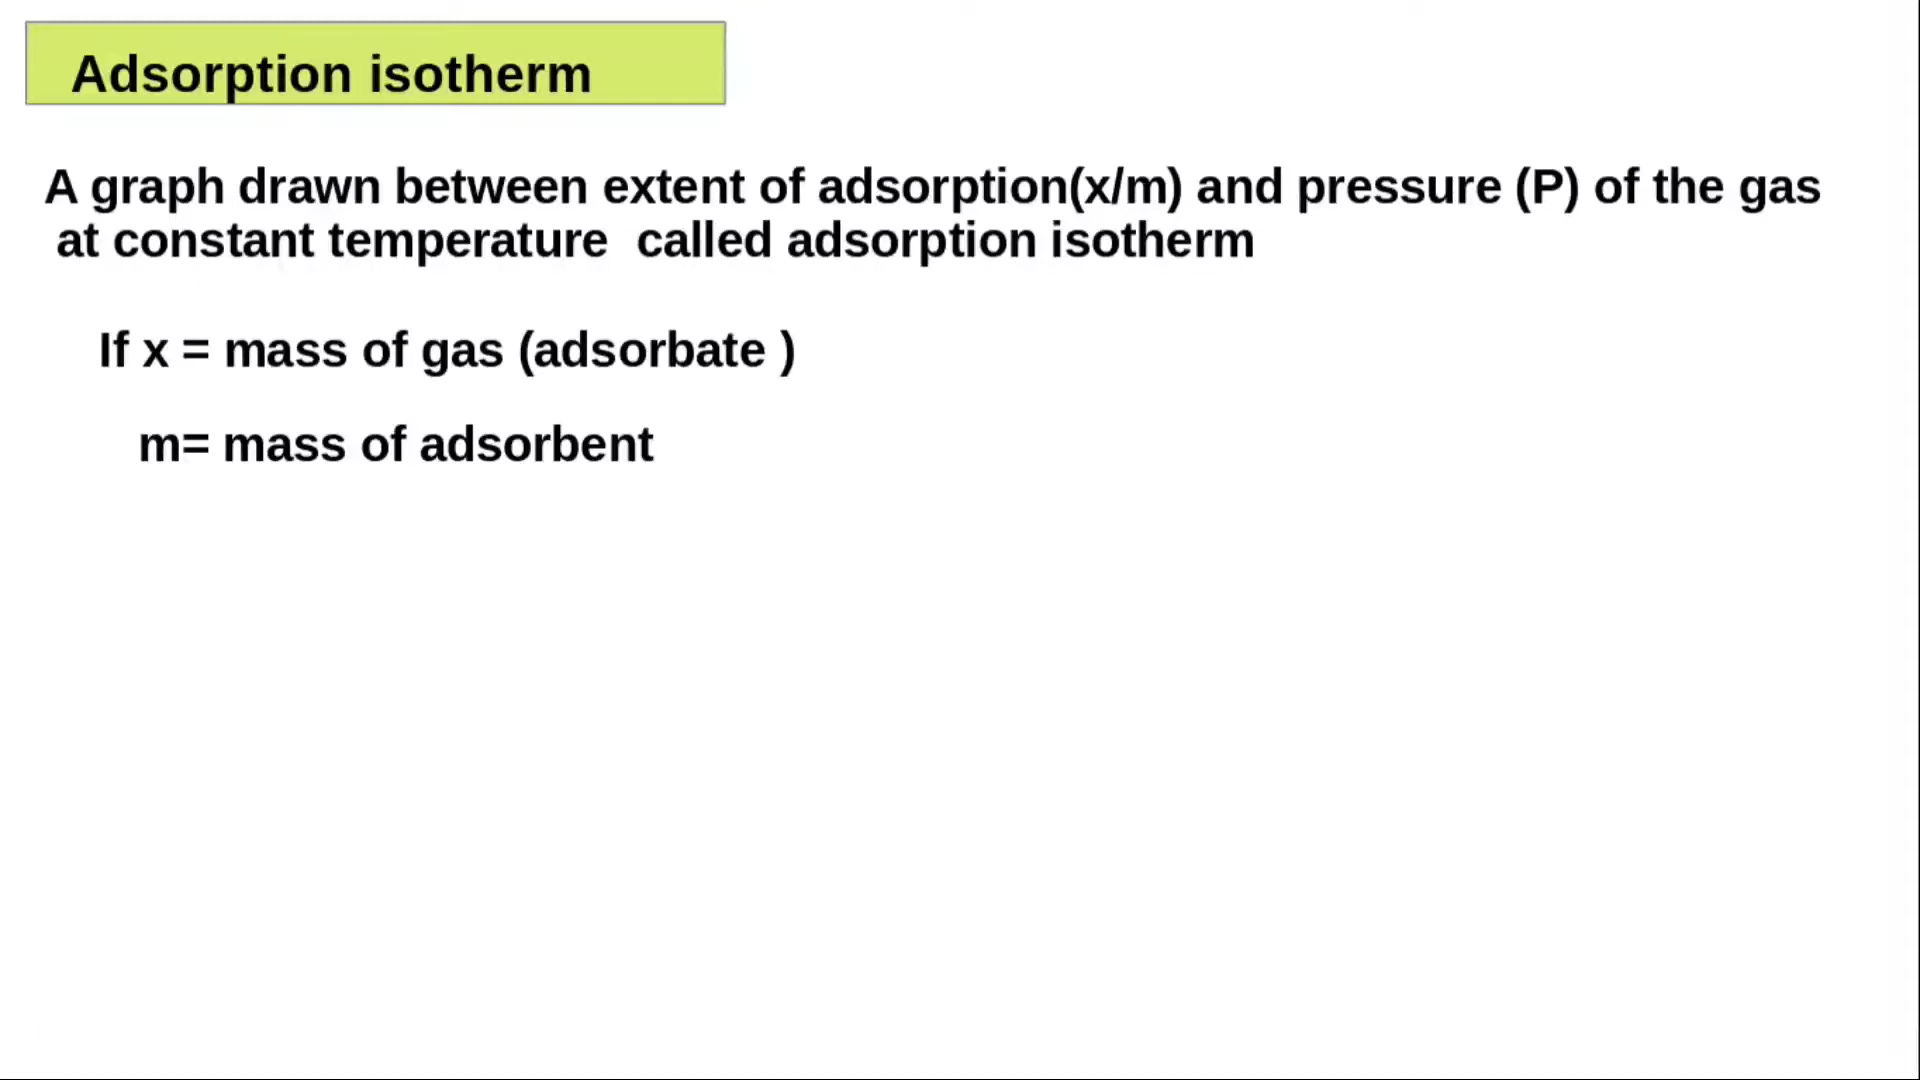 Adsorption isotherm
A graph drawn between extent of adsorption(x/m) and pressure (P) of the gas
at constant temperature  called adsorption isotherm
If x = mass of gas (adsorbate )
m= mass of adsorbent